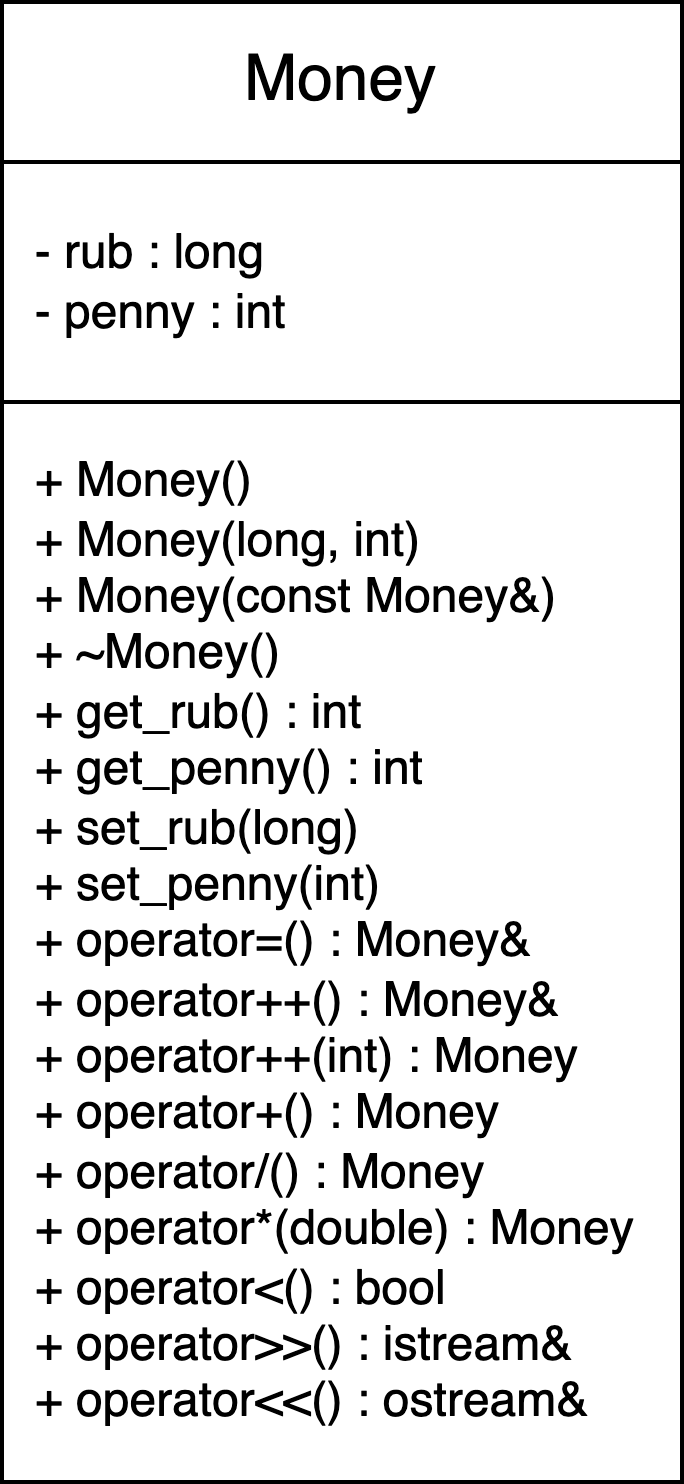 Money
- rub : long
- penny : int
+ Money()
+ Money(long, int)
+ Money(const Money&)
+ ~Money()
+ get_rub() : int
+ get_penny() : int
+ set_rub(long)
+ set_penny(int)
+ operator=() : Money&
+ operator++() : Money&
+ operator++(int) : Money
+ operator+() : Money
+ operator/() : Money
+ operator*(double) : Money
+ operator<() : bool
+ operator>>() : istream&
+ operator<<() : ostream&